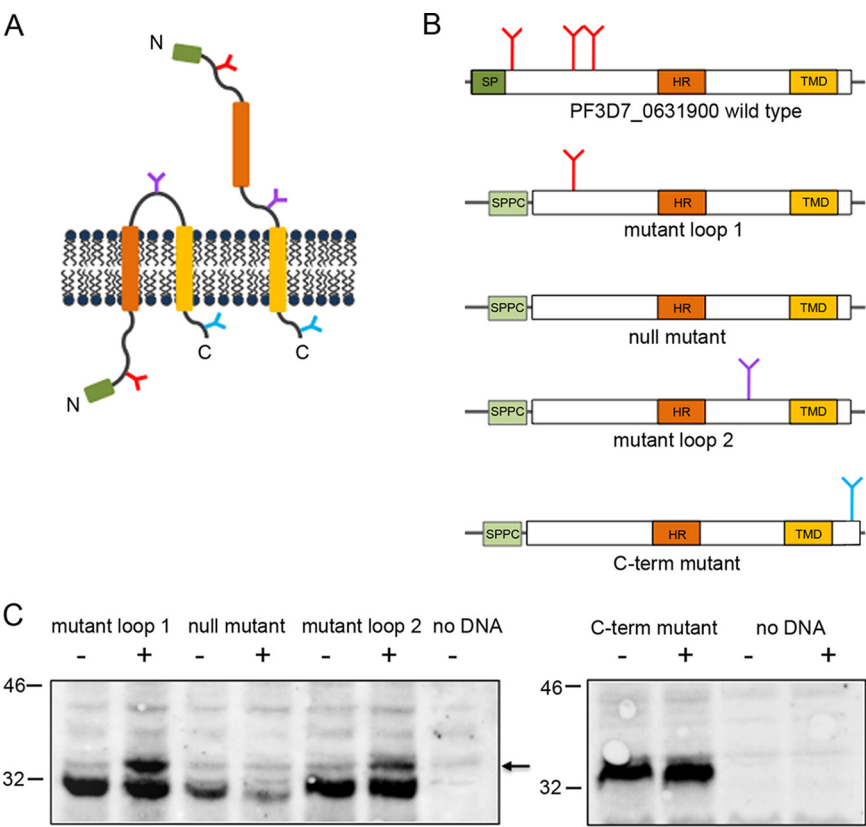 A
B
N
N
C
C
SP HR TMD
PF3D7_0631900 wild type
SPPC HR TMD
mutant loop 1
SPPC HR TMD
null mutant
SPPC HR TMD
mutant loop 2
SPPC HR TMD
C-term mutant
C
mutant loop 1 null mutant mutant loop 2 no DNA
- + - + - + -
46
32
C-term mutant no DNA
- + - +
46
32